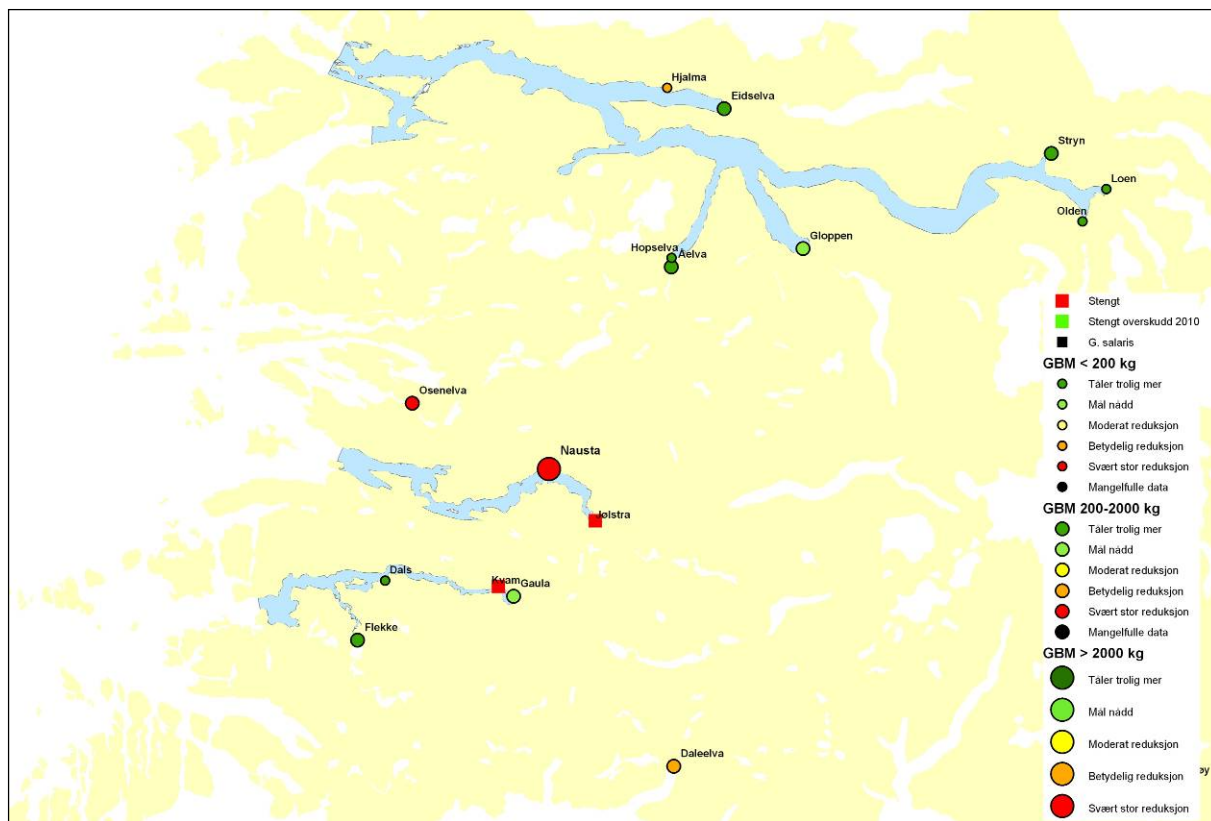 Hjalma
Eidselva
Stryn
Loen
Olden
Gloppen
Hopselva
Åelva
Osenelva
Nausta
Jølstra
Dals
Kvam
Gaula
Flekke
Daleelva
øy
Stengt
Stengt overskudd 2010
G. salaris
GBM < 200 kg
Tåler trolig mer
Mål nådd
Moderat reduksjon
Betydelig reduksjon
Svært stor reduksjon
Mangelfulle data
GBM 200-2000 kg
Tåler trolig mer
Mål nådd
Moderat reduksjon
Betydelig reduksjon
Svært stor reduksjon
Mangelfulle data
GBM > 2000 kg
Tåler trolig mer
Mål nådd
Moderat reduksjon
Betydelig reduksjon
Svært stor reduksjon